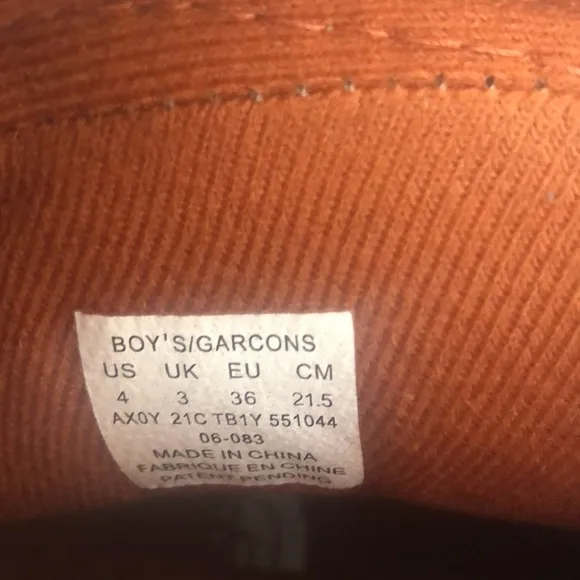 BOY'S/GARCONS
US UK EU CM
4 3 36 21.5
AX0Y 21C TB1Y 551044
06-083
MADE IN CHINA
FABRIQUE EN CHINE
PATENT PENDING